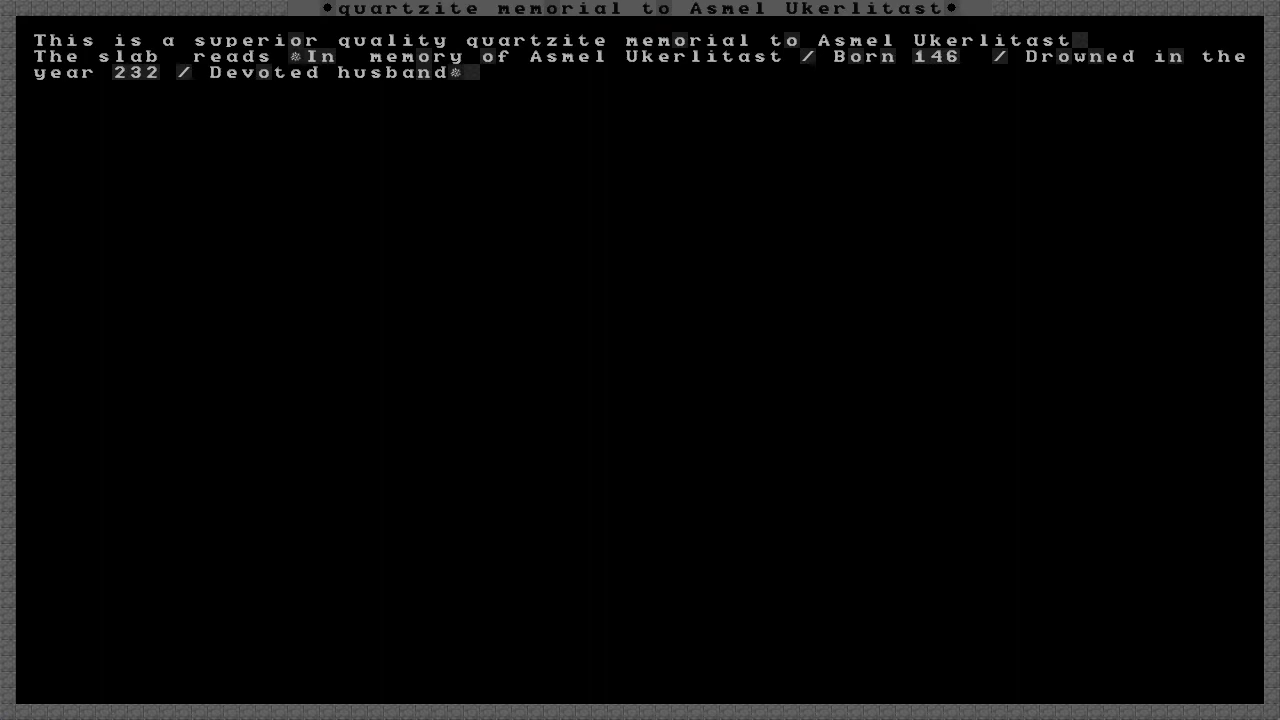 *quartzite memorial to Asmel Ukerlitast*
This is a superior quality quartzite memorial to Asmel Ukerlitast
The slab reads "In memory of Asmel Ukerlitast / Born 146 / Drowned in the
year 232 / Devoted husband"